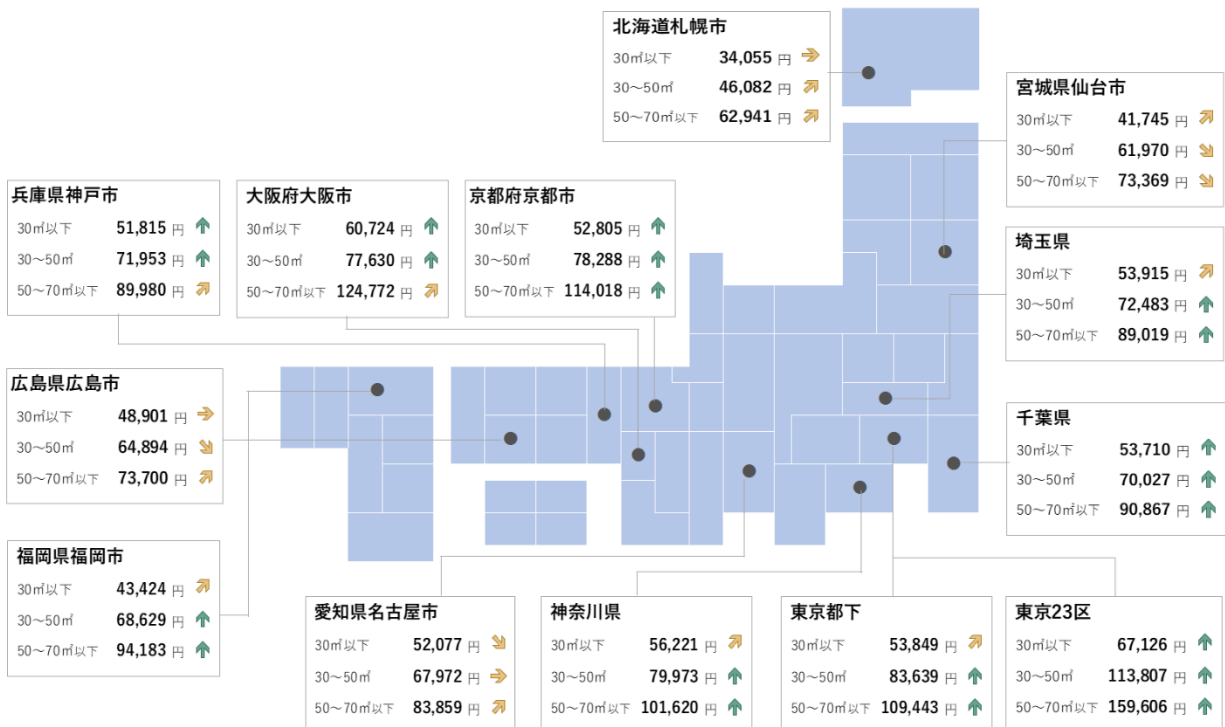 北海道札幌市
30㎡以下 34,055 円
30～50㎡ 46,082 円
50～70㎡以下 62,941 円
宮城県仙台市
30㎡以下 41,745 円
30～50㎡ 61,970 円
50～70㎡以下 73,369 円
兵庫県神戸市
30㎡以下 51,815 円
30～50㎡ 71,953 円
50～70㎡以下 89,980 円
大阪府大阪市
30㎡以下 60,724 円
30～50㎡ 77,630 円
50～70㎡以下 124,772 円
京都府京都市
30㎡以下 52,805 円
30～50㎡ 78,288 円
50～70㎡以下 114,018 円
埼玉県
30㎡以下 53,915 円
30～50㎡ 72,483 円
50～70㎡以下 89,019 円
広島県広島市
30㎡以下 48,901 円
30～50㎡ 64,894 円
50～70㎡以下 73,700 円
千葉県
30㎡以下 53,710 円
30～50㎡ 70,027 円
50～70㎡以下 90,867 円
福岡県福岡市
30㎡以下 43,424 円
30～50㎡ 68,629 円
50～70㎡以下 94,183 円
愛知県名古屋市
30㎡以下 52,077 円
30～50㎡ 67,972 円
50～70㎡以下 83,859 円
神奈川県
30㎡以下 56,221 円
30～50㎡ 79,973 円
50～70㎡以下 101,620 円
東京都下
30㎡以下 53,849 円
30～50㎡ 83,639 円
50～70㎡以下 109,443 円
東京23区
30㎡以下 67,126 円
30～50㎡ 113,807 円
50～70㎡以下 159,606 円